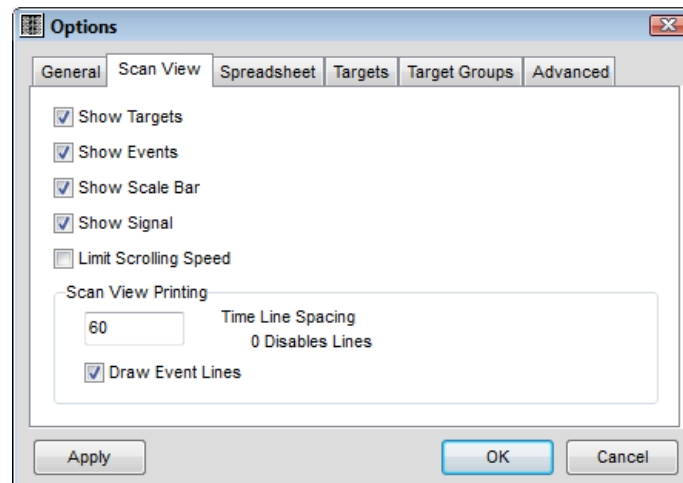 Options
General Scan View Spreadsheet Targets Target Groups Advanced
Show Targets
Show Events
Show Scale Bar
Show Signal
Limit Scrolling Speed
Scan View Printing
60 Time Line Spacing
0 Disables Lines
Draw Event Lines
Apply OK Cancel